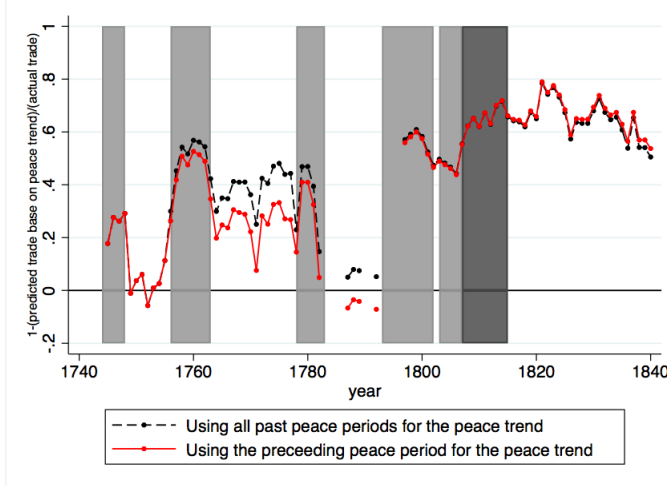 1-(predicted trade base on peace trend)/(actual trade)
1
.8
.6
.4
.2
0
-.2
1740 1760 1780 1800 1820 1840
year
Using all past peace periods for the peace trend
Using the preceeding peace period for the peace trend